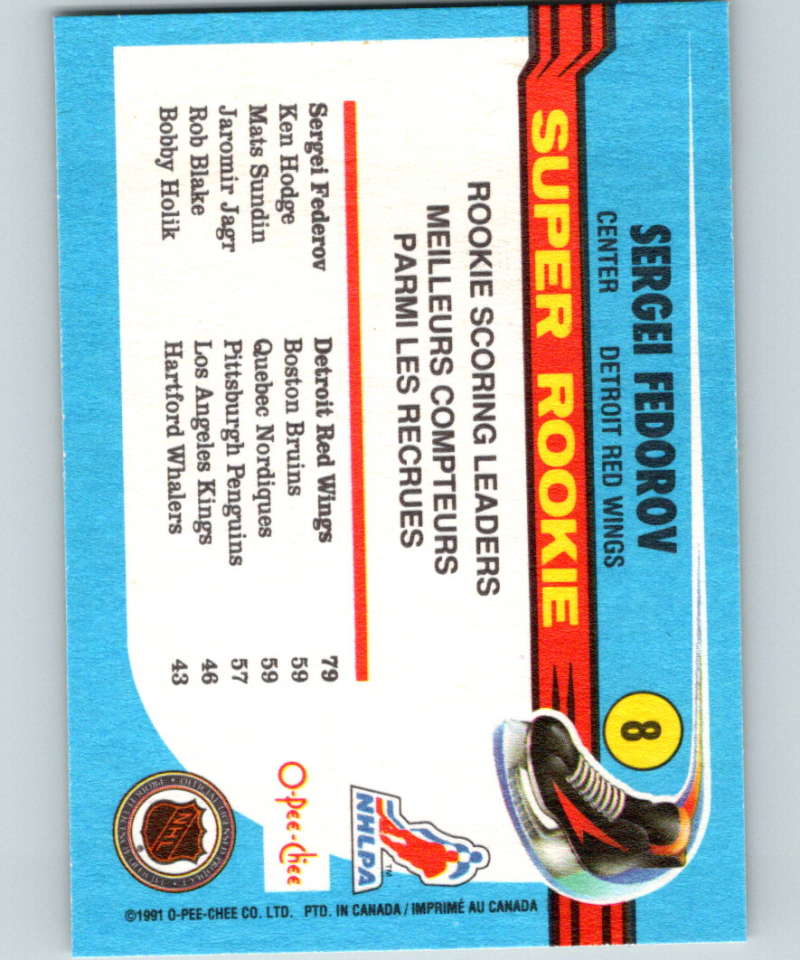 SERGEI FEDOROV
CENTER DETROIT RED WINGS
8
SUPER ROOKIE
ROOKIE SCORING LEADERS
MEILLEURS COMPTEURS
PARMI LES RECRUES
Sergei Federov Detroit Red Wings 79
Ken Hodge Boston Bruins 59
Mats Sundin Quebec Nordiques 59
Jaromir Jagr Pittsburgh Penguins 57
Rob Blake Los Angeles Kings 46
Bobby Holik Hartford Whalers 43
NHLPA
TM
O-Pee-Chee
NHL
©1991 O-PEE-CHEE CO. LTD. PTD. IN CANADA / IMPRIMÉ AU CANADA